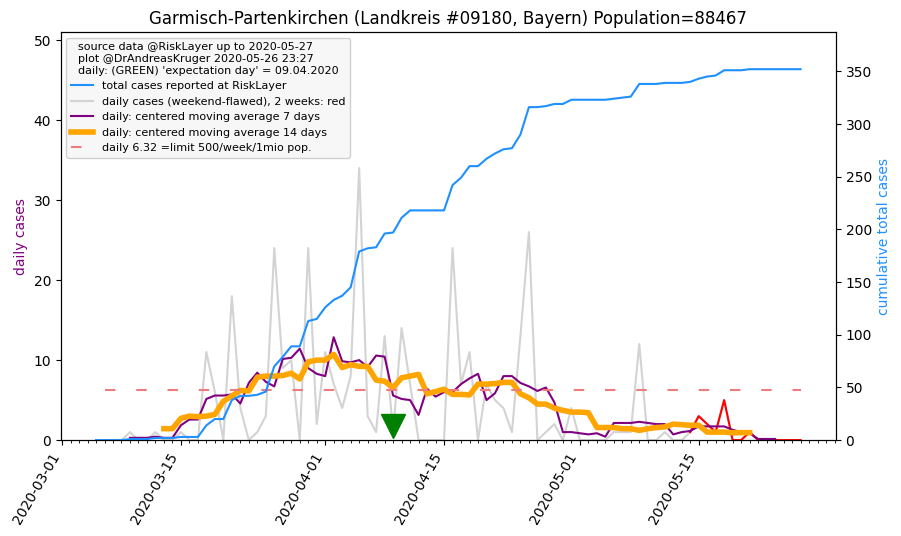 Garmisch-Partenkirchen (Landkreis #09180, Bayern) Population=88467
source data @RiskLayer up to 2020-05-27
plot @DrAndreasKruger 2020-05-26 23:27
daily: (GREEN) 'expectation day' = 09.04.2020
total cases reported at RiskLayer
daily cases (weekend-flawed), 2 weeks: red
daily: centered moving average 7 days
daily: centered moving average 14 days
daily 6.32 =limit 500/week/1mio pop.
daily cases
50
40
30
20
10
0
cumulative total cases
350
300
250
200
150
100
50
0
2020-03-01
2020-03-15
2020-04-01
2020-04-15
2020-05-01
2020-05-15